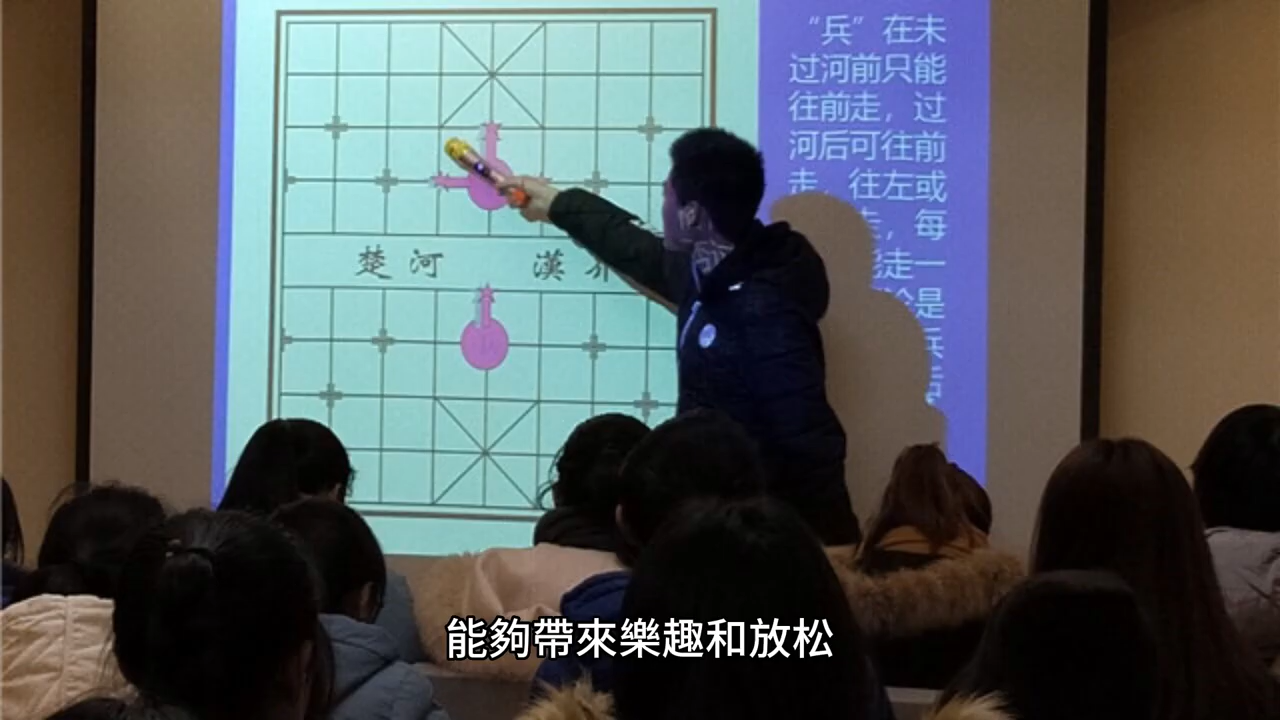 “兵”在未
过河前只能
往前走，过
河后可往前
走，往左或
走，每
走一
是
楚河 漢
能夠帶來樂趣和放松